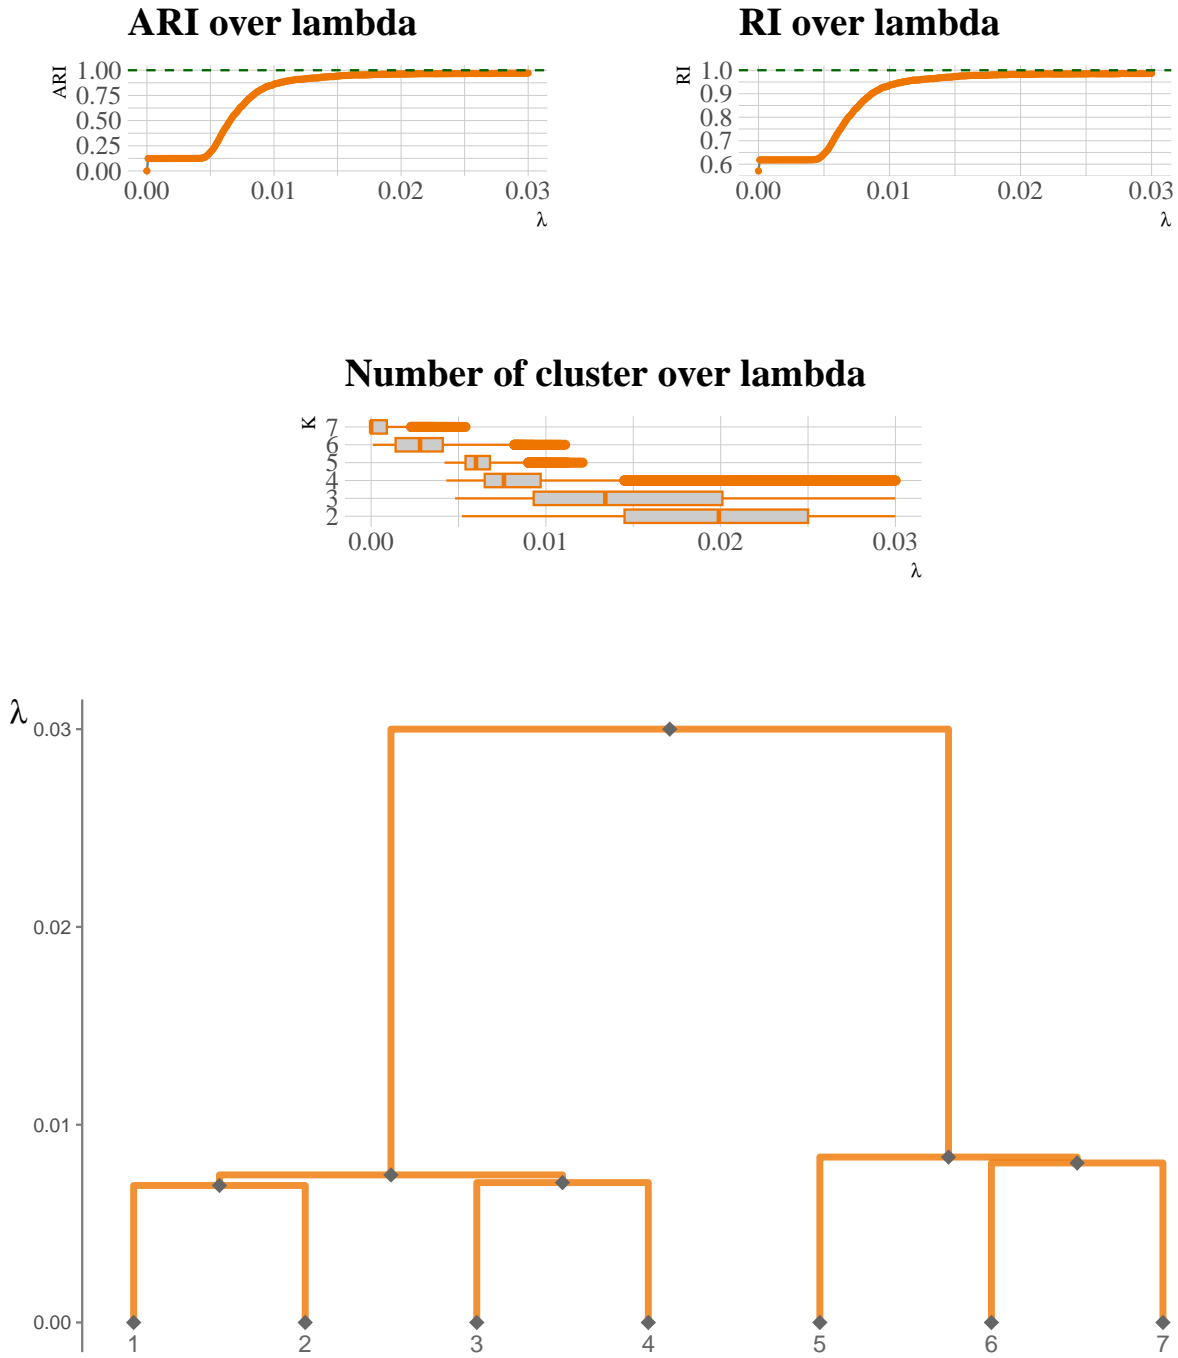 ARI over lambda
RI over lambda
ARI
1.00
0.75
0.50
0.25
0.00
0.00 0.01 0.02 0.03
λ
RI
1.0
0.9
0.8
0.7
0.6
0.00 0.01 0.02 0.03
λ
Number of cluster over lambda
K
7
6
5
4
3
2
0.00 0.01 0.02 0.03
λ
λ
0.03
0.02
0.01
0.00
1 2 3 4 5 6 7